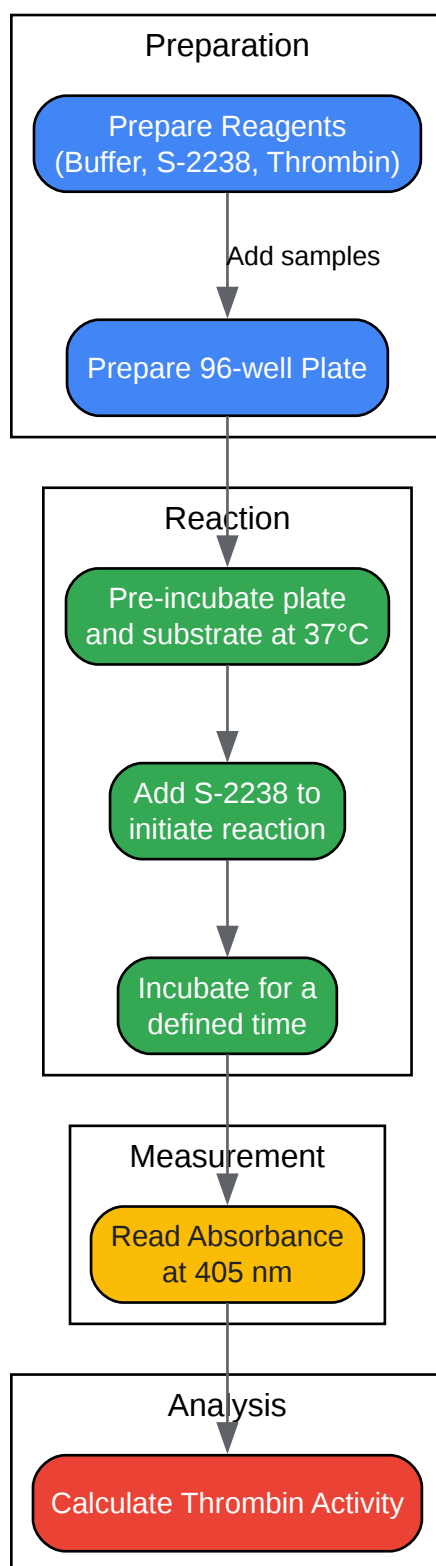 Preparation
Prepare Reagents
(Buffer, S-2238, Thrombin)
Add samples
Prepare 96-well Plate
Reaction
Pre-incubate plate
and substrate at 37°C
Add S-2238 to
initiate reaction
Incubate for a
defined time
Measurement
Read Absorbance
at 405 nm
Analysis
Calculate Thrombin Activity